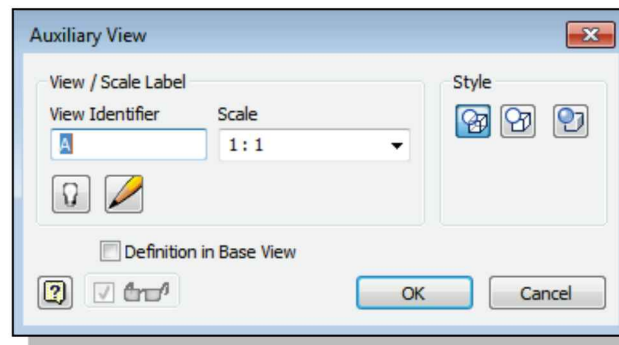 Auxiliary View
View / Scale Label
View Identifier Scale
A 1 : 1
Style
Definition in Base View
OK Cancel